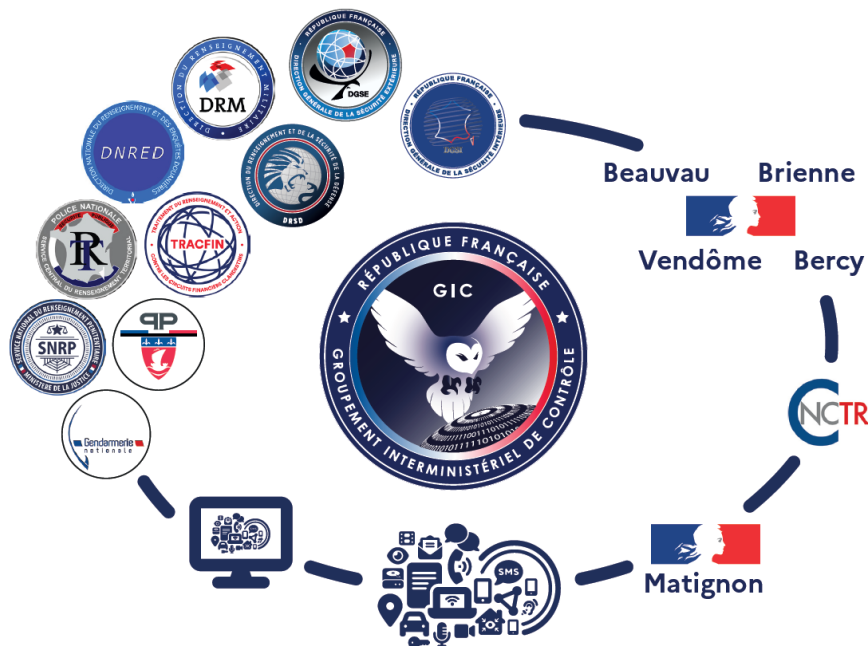 RÉPUBLIQUE FRANÇAISE
DIRECTION GÉNÉRALE DE LA SÉCURITÉ EXTÉRIEURE
DGSE
DIRECTION DU RENSEIGNEMENT MILITAIRE
DRM
RÉPUBLIQUE FRANÇAISE
DIRECTION GÉNÉRALE DE LA SÉCURITÉ INTÉRIEURE
DIRECTION NATIONALE DU RENSEIGNEMENT ET DES ENQUÊTES DOUANIÈRES
DNRED
DIRECTION DU RENSEIGNEMENT ET DE LA SÉCURITÉ DE LA DÉFENSE
DRSD
Beauvau Brienne
Vendôme Bercy
POLICE NATIONALE
RT
SERVICE CENTRAL DU RENSEIGNEMENT TERRITORIAL
TRAITEMENT DU RENSEIGNEMENT ET ACTION
TRACFIN
CONTRE LES CIRCUITS FINANCIERS CLANDESTINS
RÉPUBLIQUE FRANÇAISE
GIC
GROUPEMENT INTERMINISTÉRIEL DE CONTRÔLE
SERVICE NATIONAL DU RENSEIGNEMENT PÉNITENTIAIRE
SNRP
MINISTÈRE DE LA JUSTICE
PP
CNCTR
Gendarmerie
nationale
SMS
Matignon